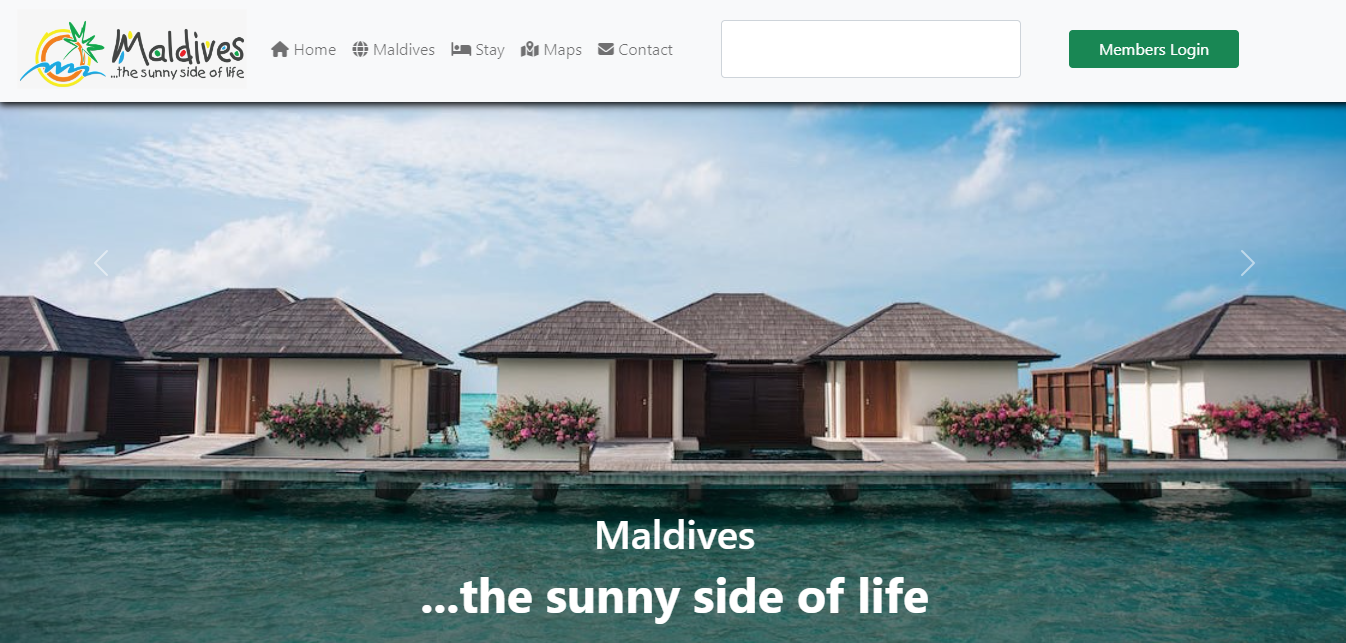 Maldives
...the sunny side of life
Home Maldives Stay Maps Contact
Members Login
Maldives
...the sunny side of life